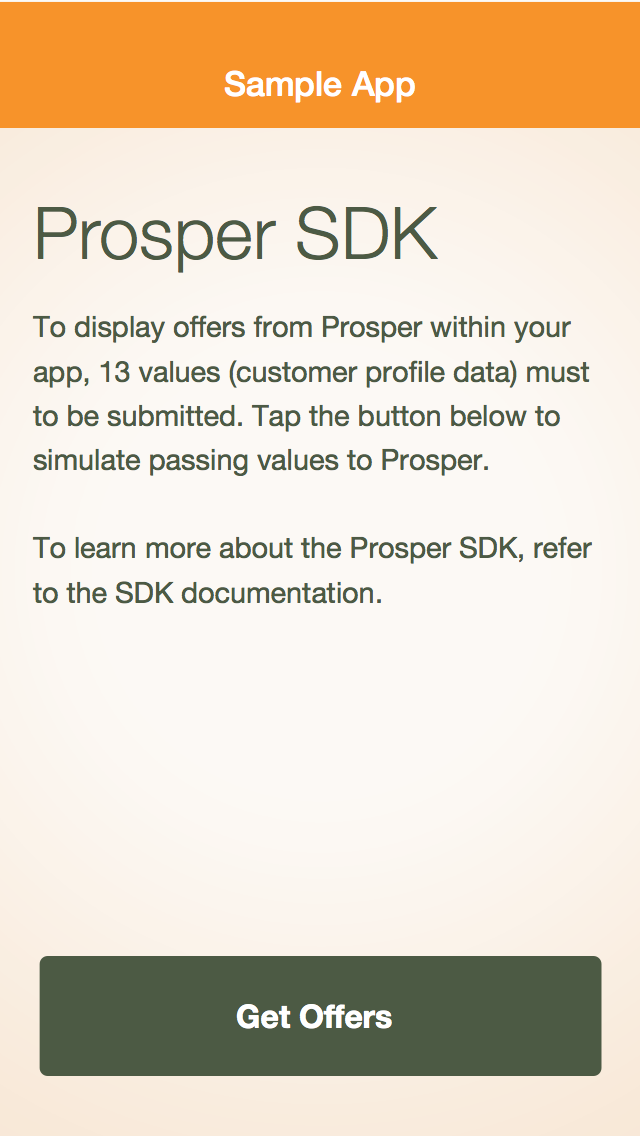 Sample App
Prosper SDK
To display offers from Prosper within your
app, 13 values (customer profile data) must
to be submitted. Tap the button below to
simulate passing values to Prosper.
To learn more about the Prosper SDK, refer
to the SDK documentation.
Get Offers